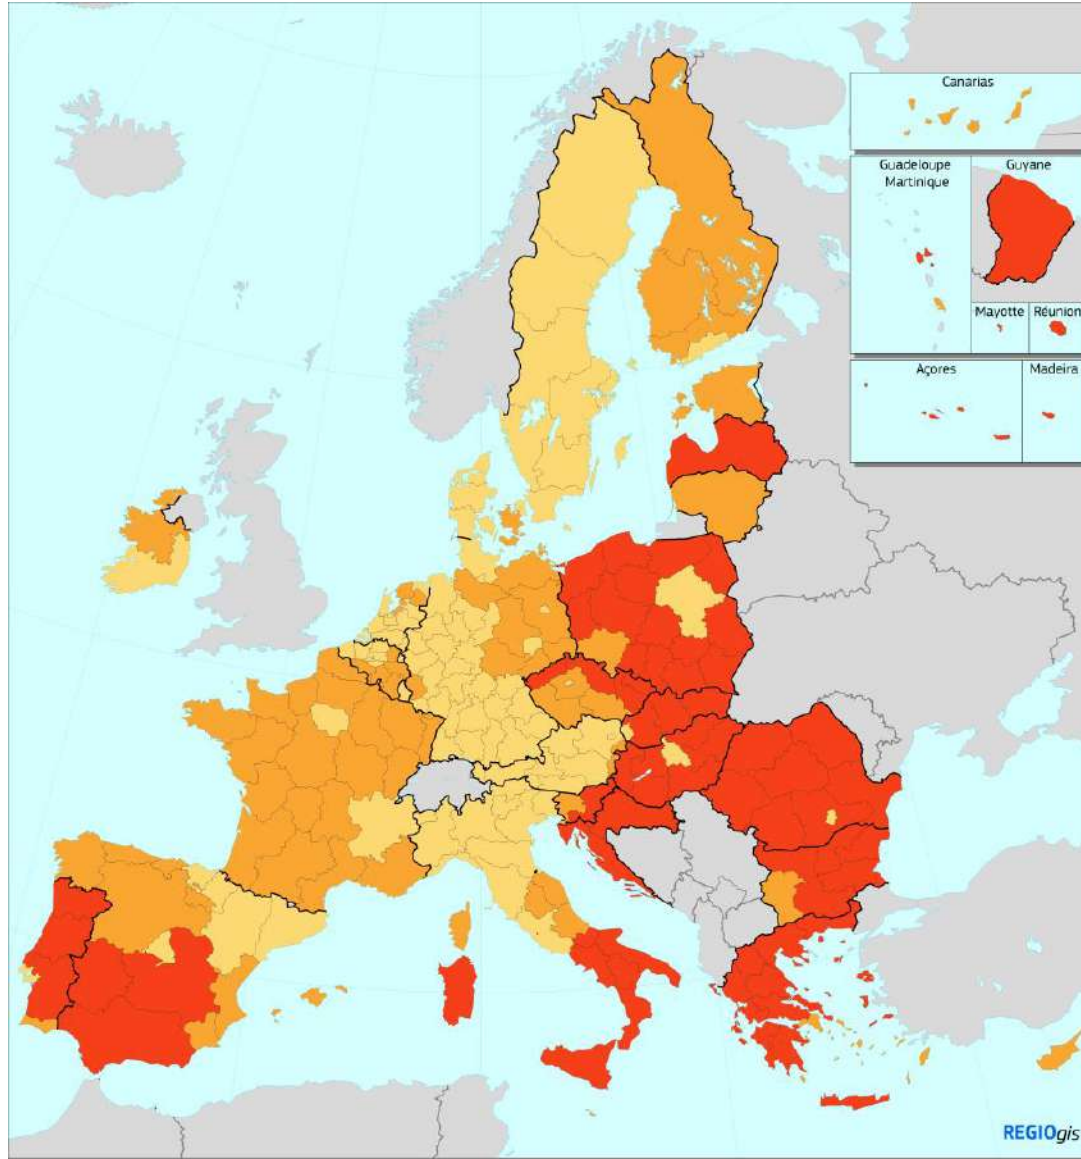 Canarias
Guadeloupe
Martinique
Guyane
Mayotte
Réunion
Açores
Madeira
REGIOgis